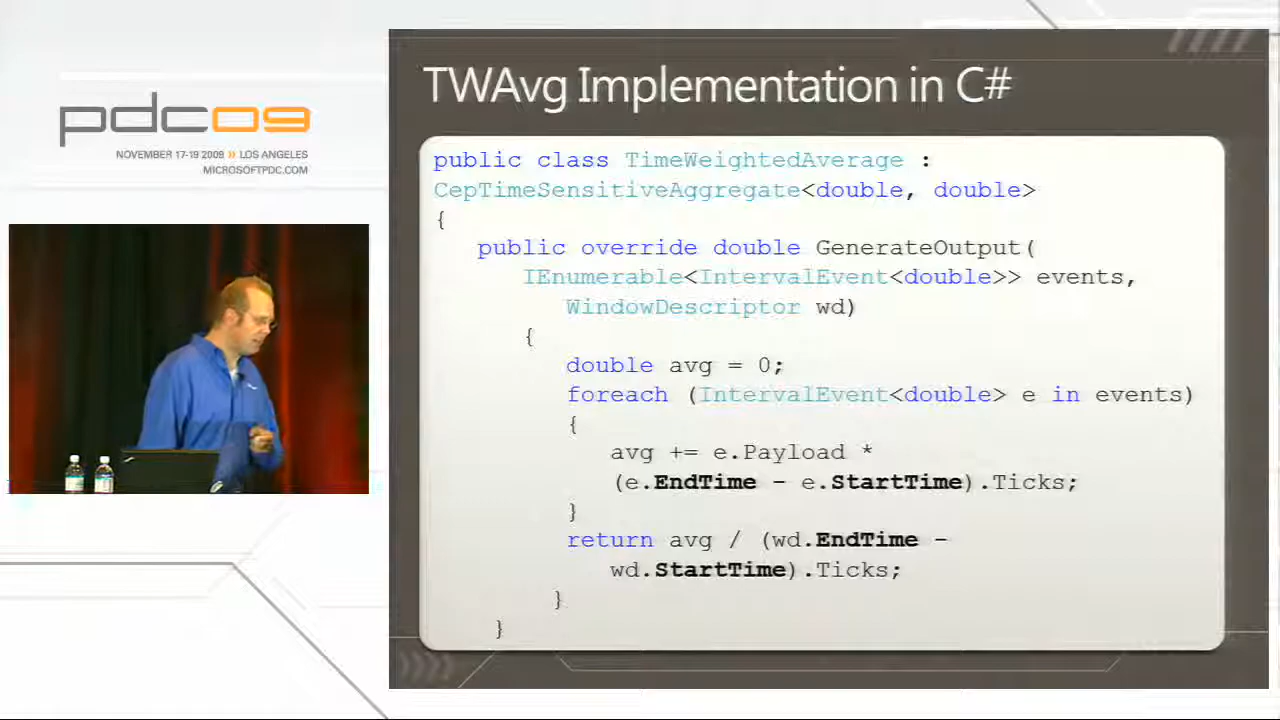 pdc09
NOVEMBER 17-19 2009 » LOS ANGELES
MICROSOFTPDC.COM
TWAvg Implementation in C#
public class TimeWeightedAverage :
CepTimeSensitiveAggregate<double, double>
{
public override double GenerateOutput(
IEnumerable<IntervalEvent<double>> events,
WindowDescriptor wd)
{
double avg = 0;
foreach (IntervalEvent<double> e in events)
{
avg += e.Payload *
(e.EndTime - e.StartTime).Ticks;
}
return avg / (wd.EndTime -
wd.StartTime).Ticks;
}
}